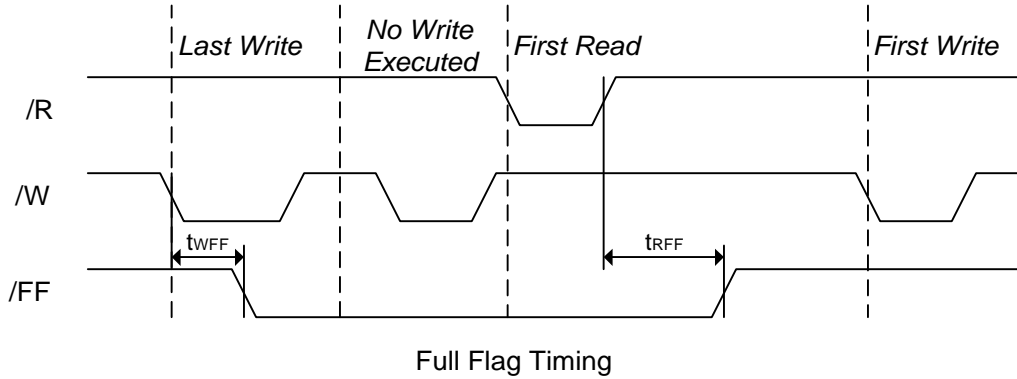 Last Write
No Write
Executed
First Read
First Write
/R
/W
tWFF
tRFF
/FF
Full Flag Timing